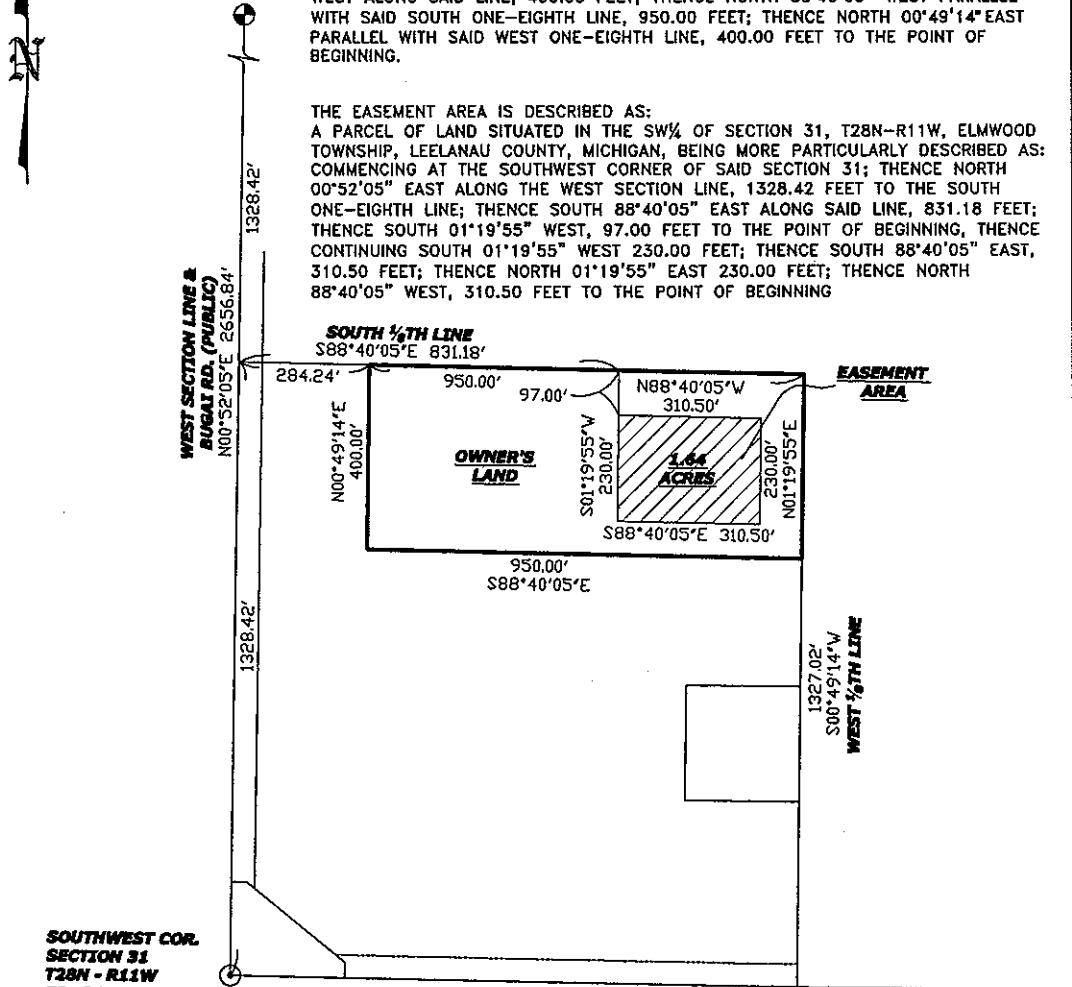 WITH SAID SOUTH ONE-EIGHTH LINE, 950.00 FEET; THENCE NORTH 00°49'14" EAST
PARALLEL WITH SAID WEST ONE-EIGHTH LINE, 400.00 FEET TO THE POINT OF
BEGINNING.
THE EASEMENT AREA IS DESCRIBED AS:
A PARCEL OF LAND SITUATED IN THE SW¼ OF SECTION 31, T28N-R11W, ELMWOOD
TOWNSHIP, LEELANAU COUNTY, MICHIGAN, BEING MORE PARTICULARLY DESCRIBED AS:
COMMENCING AT THE SOUTHWEST CORNER OF SAID SECTION 31; THENCE NORTH
00°52'05" EAST ALONG THE WEST SECTION LINE, 1328.42 FEET TO THE SOUTH
ONE-EIGHTH LINE; THENCE SOUTH 88°40'05" EAST ALONG SAID LINE, 831.18 FEET;
THENCE SOUTH 01°19'55" WEST, 97.00 FEET TO THE POINT OF BEGINNING, THENCE
CONTINUING SOUTH 01°19'55" WEST 230.00 FEET; THENCE SOUTH 88°40'05" EAST,
310.50 FEET; THENCE NORTH 01°19'55" EAST 230.00 FEET; THENCE NORTH
88°40'05" WEST, 310.50 FEET TO THE POINT OF BEGINNING
1328.42'
WEST SECTION LINE &
BUGAI RD. (PUBLIC)
N00°52'05"E 2656.84'
SOUTH ⅛TH LINE
S88°40'05"E 831.18'
284.24'
950.00'
97.00'
N88°40'05"W
310.50'
EASEMENT
AREA
N00°49'14"E
400.00'
OWNER'S
LAND
S01°19'55"W
230.00'
1.64
ACRES
230.00'
N01°19'55"E
S88°40'05"E 310.50'
950.00'
S88°40'05"E
1328.42'
1327.02'
S00°49'14"W
WEST ⅛TH LINE
SOUTHWEST COR.
SECTION 31
T28N - R11W